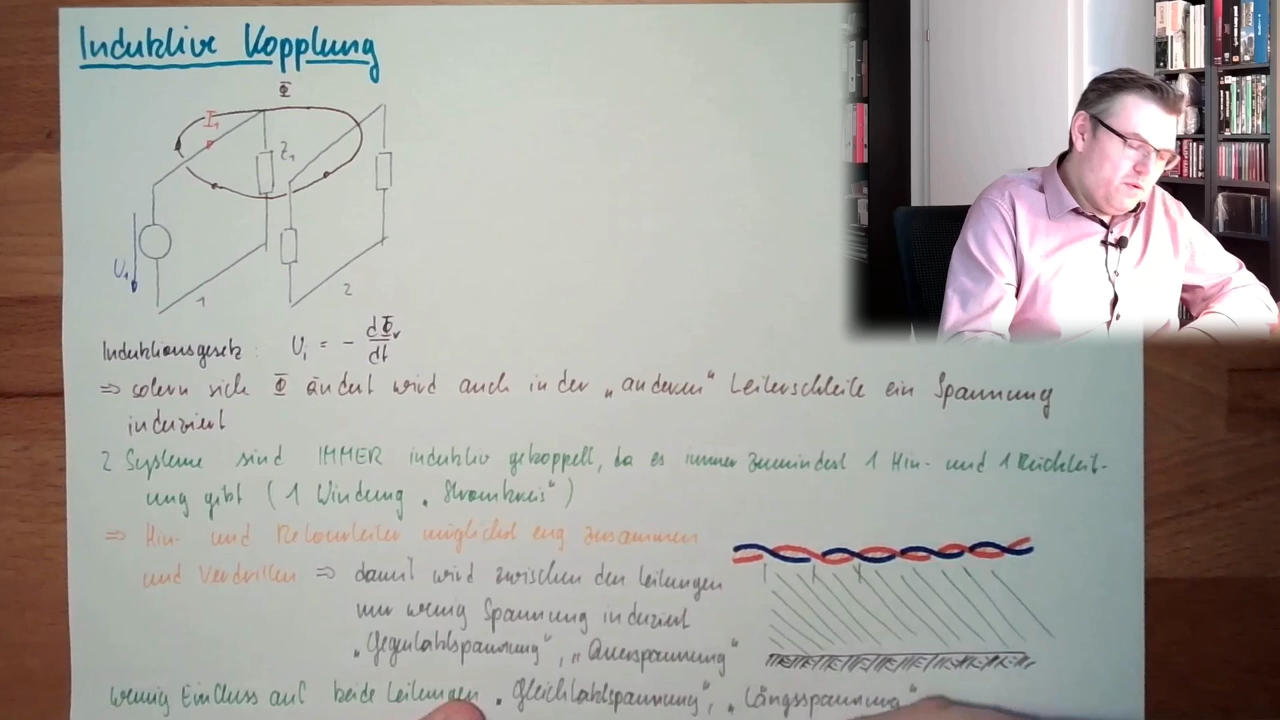 Induktive Kopplung
Φ
I₁
Z₁
U₁
1
2
Induktionsgesetz: Uᵢ = - dΦᵥ/dt
⇒ sofern sich Φ ändert wird auch in der „anderen“ Leiterschleife ein Spannung
induziert
2 Systeme sind IMMER induktiv gekoppelt, da es immer zumindest 1 Hin- und 1 Rückleit-
ung gibt (1 Windung „Stromkreis“)
⇒ Hin- und Retourleiter möglichst eng zusammen
und Verdrillen ⇒ damit wird zwischen den Leitungen
nur wenig Spannung induziert
„Gegentaktspannung“, „Querspannung“
wenig Einfluss auf beide Leitungen „Gleichtaktspannung“, „Längsspannung“